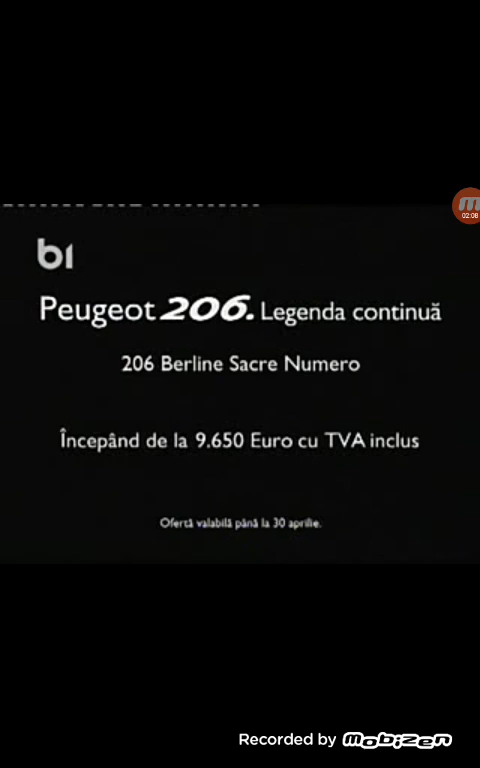 02:08
b1
Peugeot 206. Legenda continuă
206 Berline Sacre Numero
Începând de la 9.650 Euro cu TVA inclus
Ofertă valabilă până la 30 aprilie.
Recorded by mobizen